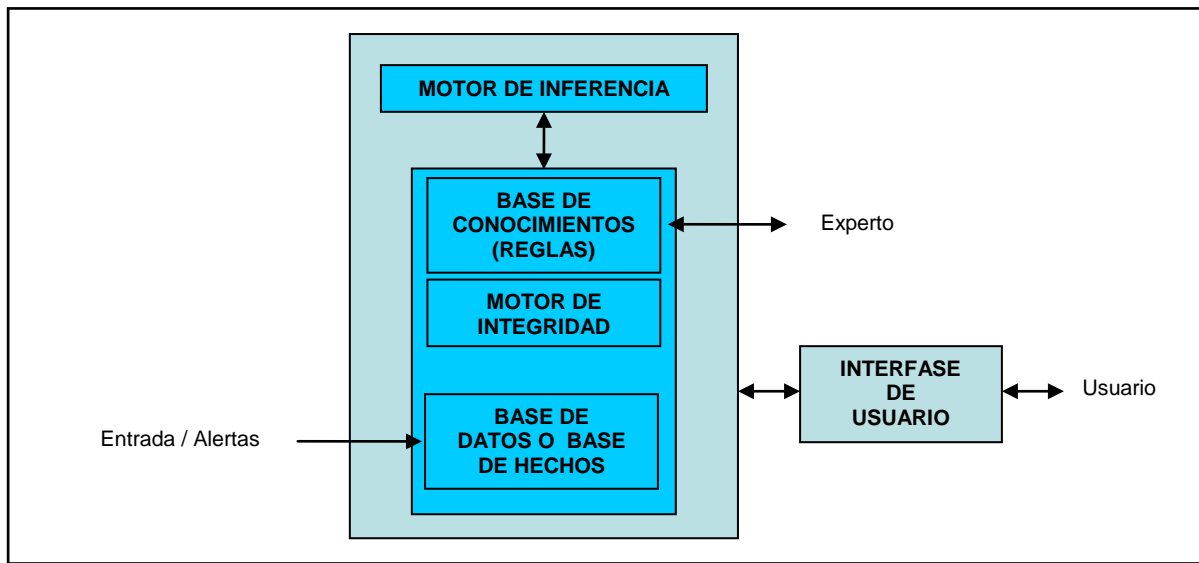 MOTOR DE INFERENCIA
BASE DE
CONOCIMIENTOS
(REGLAS)
Experto
MOTOR DE
INTEGRIDAD
INTERFASE
DE
USUARIO
Usuario
Entrada / Alertas
BASE DE
DATOS O BASE
DE HECHOS